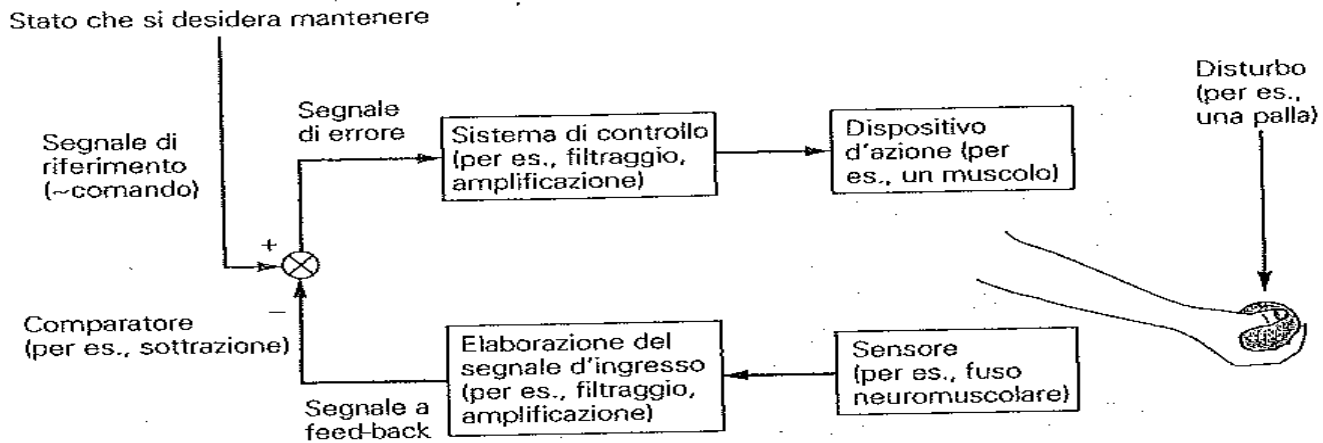 Stato che si desidera mantenere
Disturbo
(per es.,
una palla)
Segnale
di errore
Segnale di
riferimento
(~comando)
Sistema di controllo
(per es., filtraggio,
amplificazione)
Dispositivo
d'azione (per
es., un muscolo)
+
−
Comparatore
(per es., sottrazione)
Elaborazione del
segnale d'ingresso
(per es., filtraggio,
amplificazione)
Sensore
(per es., fuso
neuromuscolare)
Segnale a
feed-back